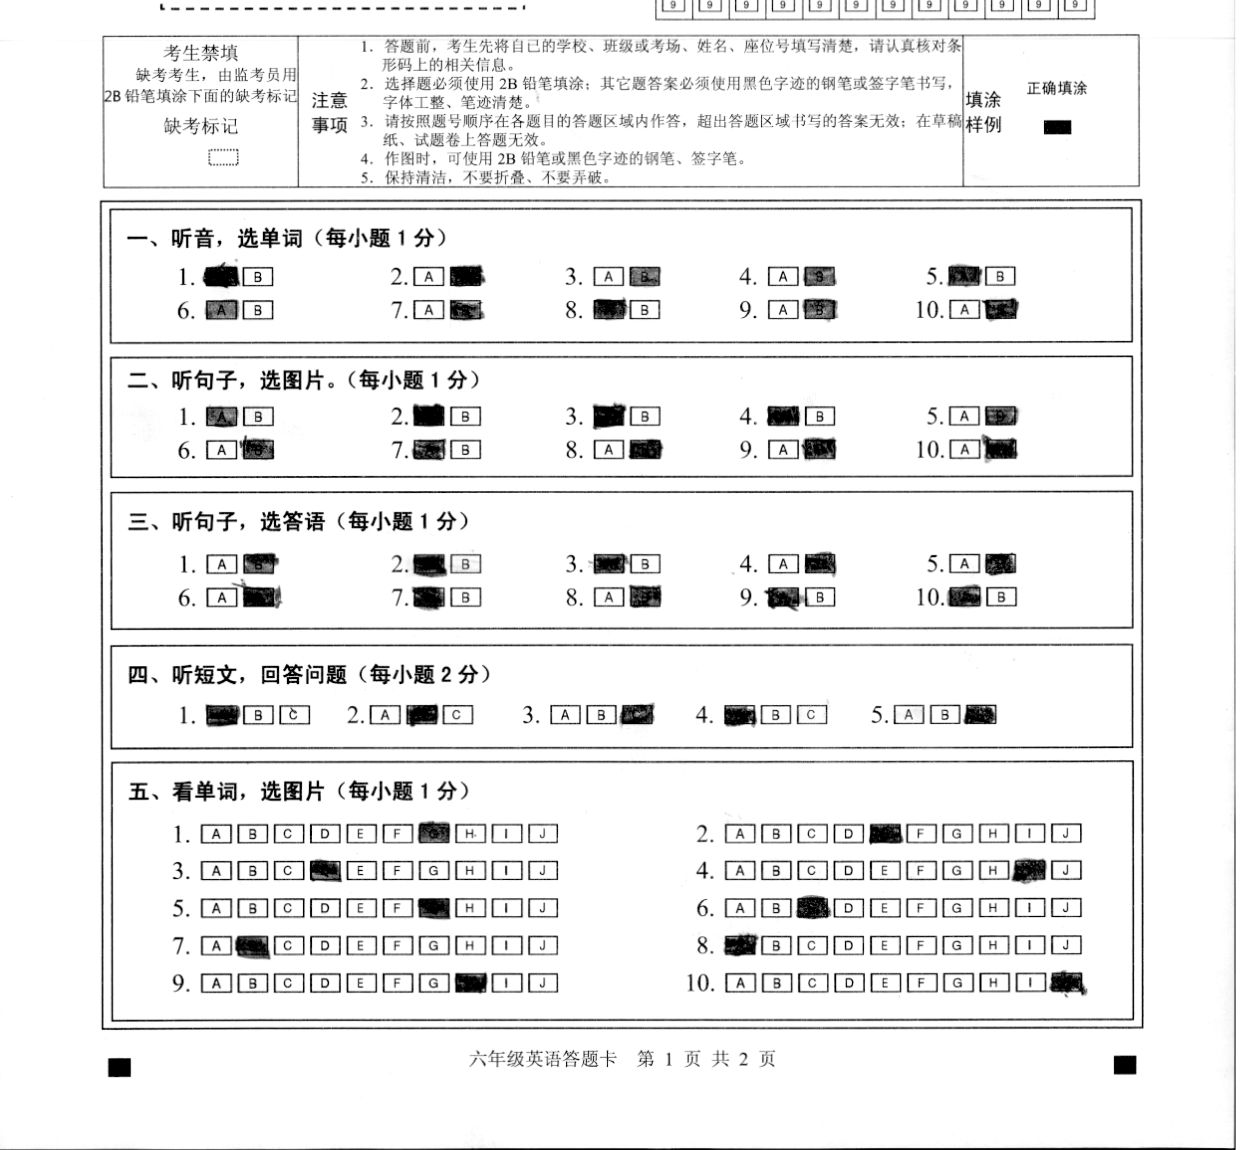 9 9 9 9 9 9 9 9 9 9 9 9
考生禁填
缺考考生，由监考员用
2B 铅笔填涂下面的缺考标记
缺考标记
注意
事项
1．答题前，考生先将自已的学校、班级或考场、姓名、座位号填写清楚，请认真核对条
形码上的相关信息。
2．选择题必须使用 2B 铅笔填涂；其它题答案必须使用黑色字迹的钢笔或签字笔书写，
字体工整、笔迹清楚。
3．请按照题号顺序在各题目的答题区域内作答，超出答题区域书写的答案无效；在草稿
纸、试题卷上答题无效。
4．作图时，可使用 2B 铅笔或黑色字迹的钢笔、签字笔。
5．保持清洁，不要折叠、不要弄破。
填涂
样例
正确填涂
一、听音，选单词（每小题 1 分）
1. B 2. A 3. A B 4. A B 5. A B
6. A B 7. A 8. B 9. A B 10. A
二、听句子，选图片。（每小题 1 分）
1. A B 2. B 3. B 4. B 5. A B
6. A B 7. B 8. A 9. A 10. A
三、听句子，选答语（每小题 1 分）
1. A B 2. B 3. B 4. A 5. A
6. A 7. B 8. A B 9. B 10. B
四、听短文，回答问题（每小题 2 分）
1. B C 2. A C 3. A B 4. B C 5. A B
五、看单词，选图片（每小题 1 分）
1. A B C D E F G H I J 2. A B C D F G H I J
3. A B C E F G H I J 4. A B C D E F G H J
5. A B C D E F H I J 6. A B D E F G H I J
7. A C D E F G H I J 8. B C D E F G H I J
9. A B C D E F G I J 10. A B C D E F G H I
六年级英语答题卡 第 1 页 共 2 页